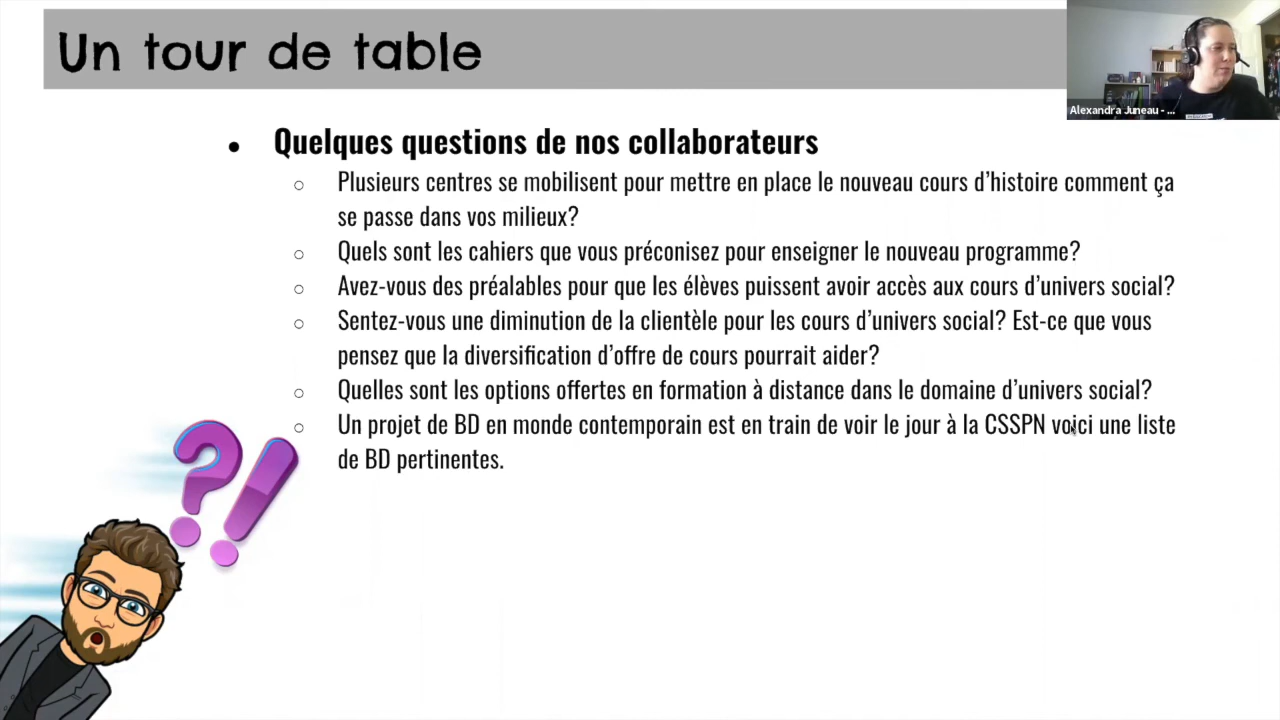 Un tour de table
Alexandra Juneau - ...
Quelques questions de nos collaborateurs
Plusieurs centres se mobilisent pour mettre en place le nouveau cours d'histoire comment ça
se passe dans vos milieux?
Quels sont les cahiers que vous préconisez pour enseigner le nouveau programme?
Avez-vous des préalables pour que les élèves puissent avoir accès aux cours d'univers social?
Sentez-vous une diminution de la clientèle pour les cours d'univers social? Est-ce que vous
pensez que la diversification d'offre de cours pourrait aider?
Quelles sont les options offertes en formation à distance dans le domaine d'univers social?
Un projet de BD en monde contemporain est en train de voir le jour à la CSSPN voici une liste
de BD pertinentes.
?!